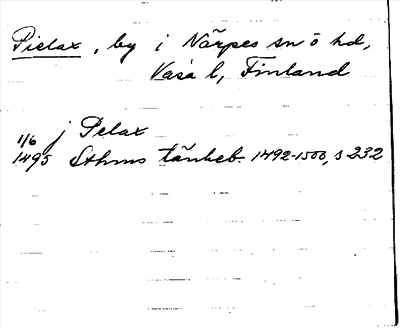 Pielax, by i Närpes sn o hd,
Vasa l, Finland
j Pelax
1/6
1495 Sthms tänkeb. 1492-1500, s 232